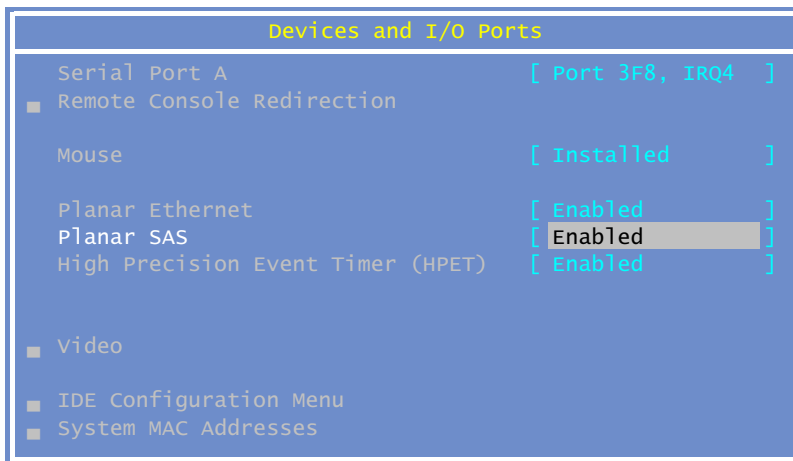 Devices and I/O Ports
Serial Port A [ Port 3F8, IRQ4 ]
Remote Console Redirection
Mouse [ Installed ]
Planar Ethernet [ Enabled ]
Planar SAS [ Enabled ]
High Precision Event Timer (HPET) [ Enabled ]
Video
IDE Configuration Menu
System MAC Addresses